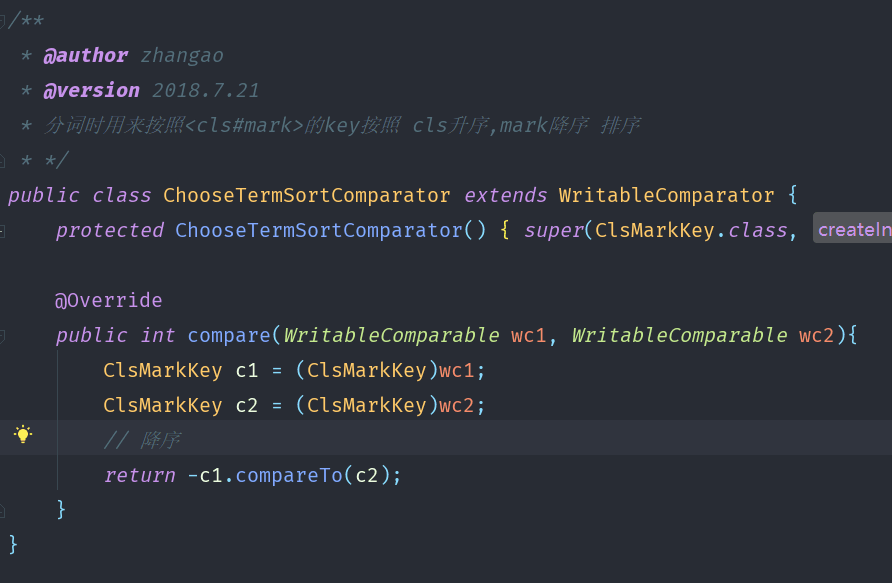 /**
* @author zhangao
* @version 2018.7.21
* 分词时用来按照<cls#mark>的key按照 cls升序,mark降序 排序
* */
public class ChooseTermSortComparator extends WritableComparator {
protected ChooseTermSortComparator() { super(ClsMarkKey.class, createIn
@Override
public int compare(WritableComparable wc1, WritableComparable wc2){
ClsMarkKey c1 = (ClsMarkKey)wc1;
ClsMarkKey c2 = (ClsMarkKey)wc2;
// 降序
return -c1.compareTo(c2);
}
}